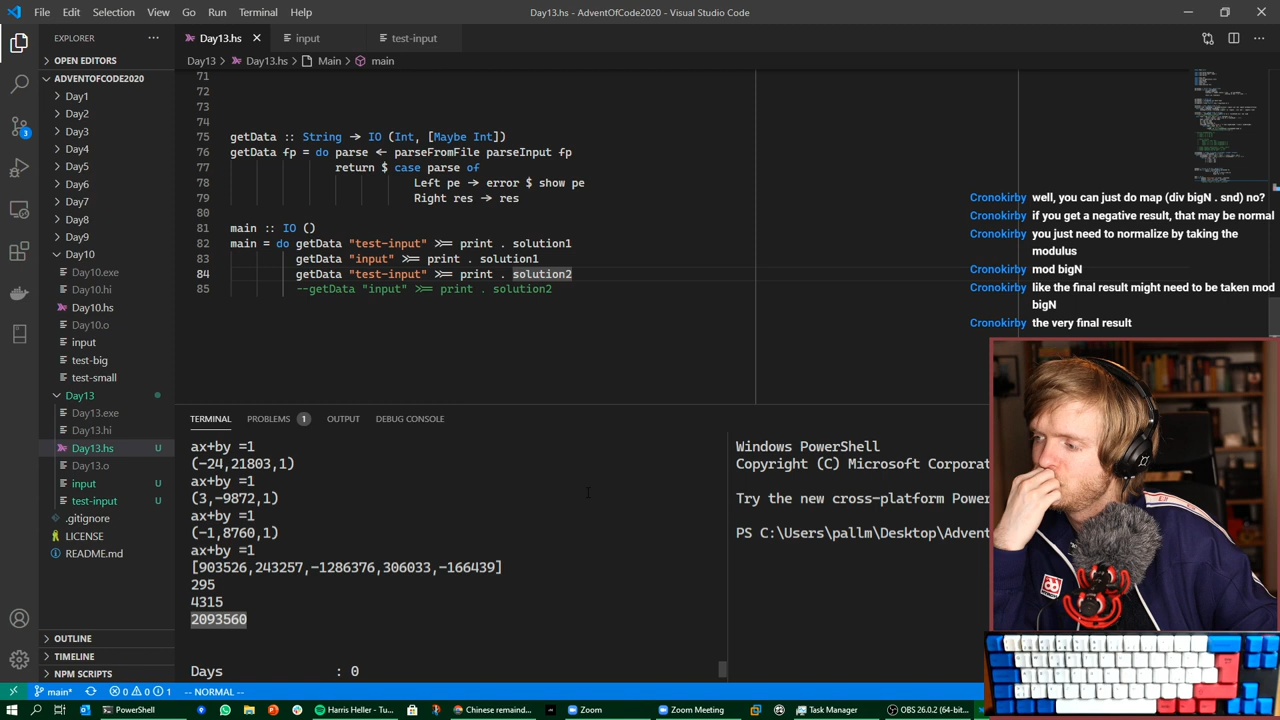 File Edit Selection View Go Run Terminal Help
Day13.hs - AdventOfCode2020 - Visual Studio Code
EXPLORER
Day13.hs
input
test-input
OPEN EDITORS
Day13 > Day13.hs > Main > main
ADVENTOFCODE2020
Day1
Day2
Day3
Day4
Day5
Day6
Day7
Day8
Day9
Day10
Day10.exe
Day10.hi
Day10.hs
Day10.o
input
test-big
test-small
Day13
Day13.exe
Day13.hi
Day13.hs U
Day13.o
input U
test-input U
.gitignore
LICENSE
README.md
OUTLINE
TIMELINE
NPM SCRIPTS
3
71
72
73
74
75 getData :: String → IO (Int, [Maybe Int])
76 getData fp = do parse ← parseFromFile parseInput fp
77 return $ case parse of
78 Left pe → error $ show pe
79 Right res → res
80
81 main :: IO ()
82 main = do getData "test-input" >>= print . solution1
83 getData "input" >>= print . solution1
84 getData "test-input" >>= print . solution2
85 --getData "input" >>= print . solution2
Cronokirby well, you can just do map (div bigN . snd) no?
Cronokirby if you get a negative result, that may be normal
Cronokirby you just need to normalize by taking the
modulus
Cronokirby mod bigN
Cronokirby like the final result might need to be taken mod
bigN
Cronokirby the very final result
TERMINAL PROBLEMS 1 OUTPUT DEBUG CONSOLE
ax+by =1
(-24,21803,1)
ax+by =1
(3,-9872,1)
ax+by =1
(-1,8760,1)
ax+by =1
[903526,243257,-1286376,306033,-166439]
295
4315
2093560
Days : 0
Windows PowerShell
Copyright (C) Microsoft Corporat
Try the new cross-platform Power
PS C:\Users\pallm\Desktop\Advent
main* 0 0 1 -- NORMAL --
PowerShell
Harris Heller - Tu...
Chinese remaind...
Zoom
Zoom Meeting
Task Manager
OBS 26.0.2 (64-bit...